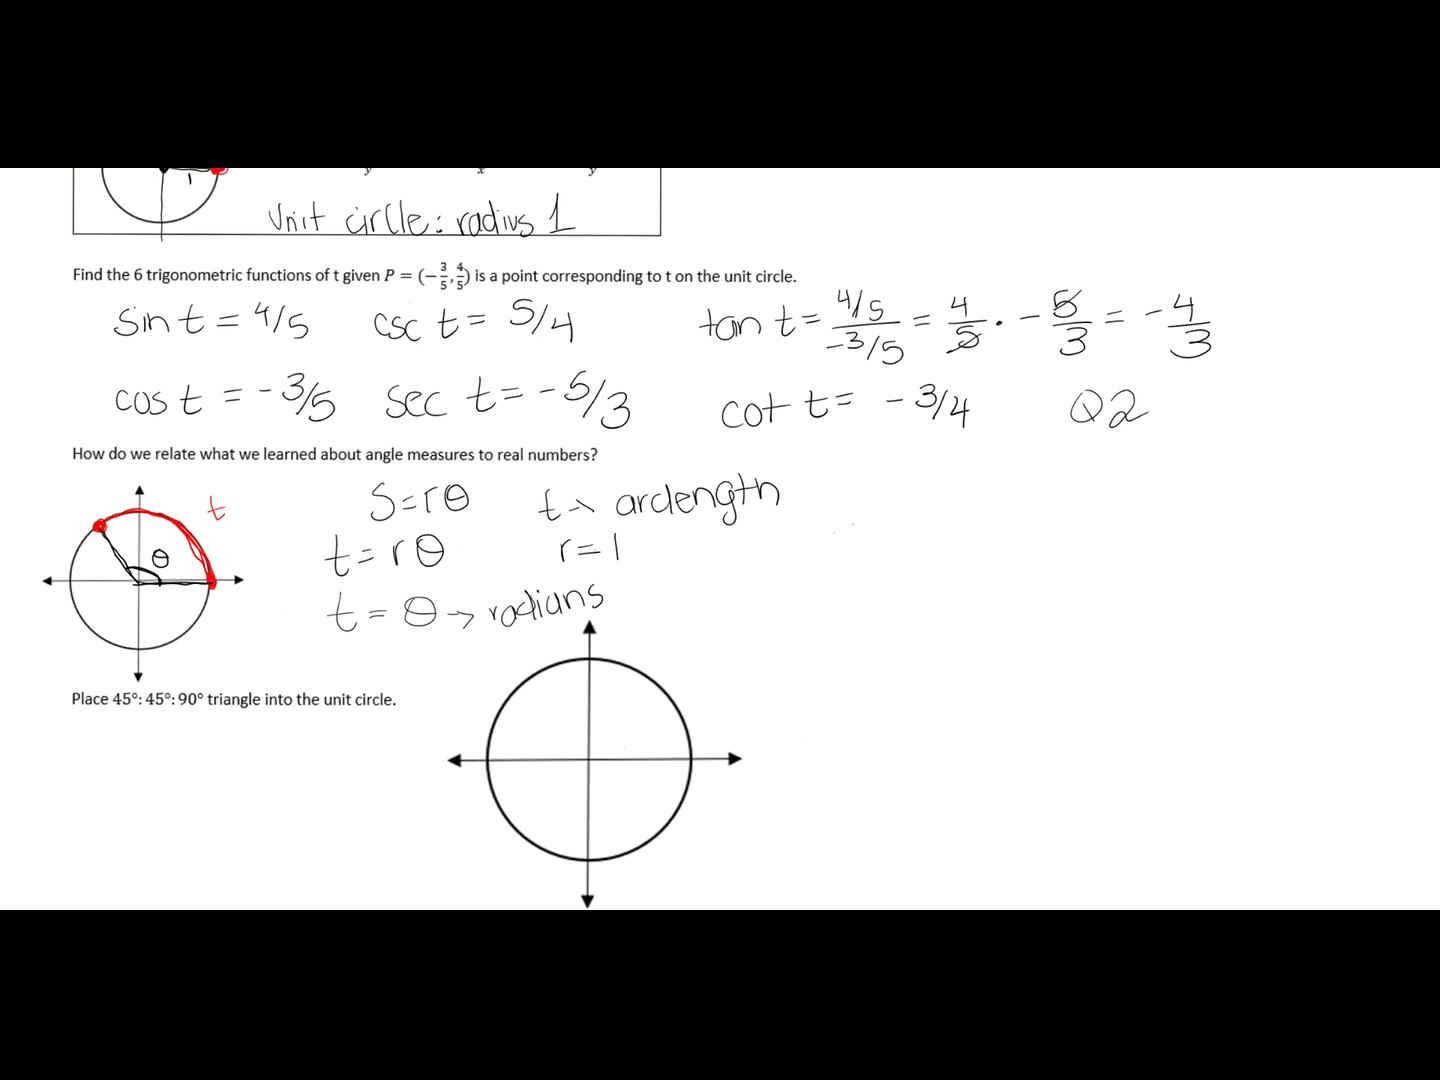 y x y
1
Unit circle: radius 1
Find the 6 trigonometric functions of t given P = (−3/5, 4/5) is a point corresponding to t on the unit circle.
sin t = 4/5 csc t = 5/4 tan t = (4/5)/(-3/5) = 4/5 · -5/3 = -4/3
cos t = -3/5 sec t = -5/3 cot t = -3/4 Q2
How do we relate what we learned about angle measures to real numbers?
t
θ
S=rθ t → arclength
t = rθ r = 1
t = θ → radians
Place 45°: 45°: 90° triangle into the unit circle.